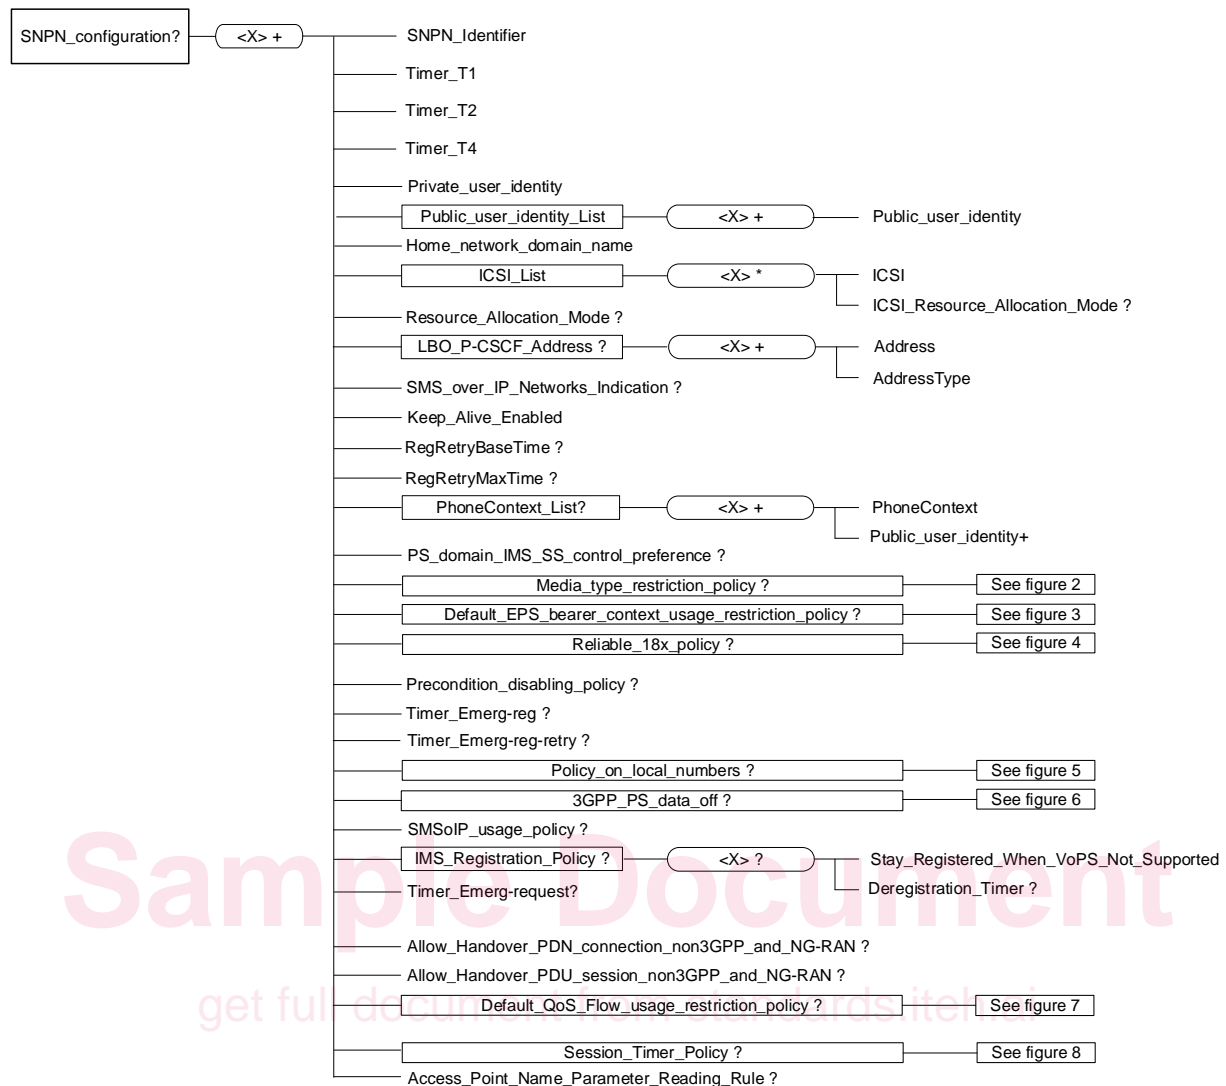 SNPN_configuration? <X> + SNPN_Identifier
Timer_T1
Timer_T2
Timer_T4
Private_user_identity
Public_user_identity_List <X> + Public_user_identity
Home_network_domain_name
ICSI_List <X> * ICSI
ICSI_Resource_Allocation_Mode ?
Resource_Allocation_Mode ?
LBO_P-CSCF_Address ? <X> + Address
AddressType
SMS_over_IP_Networks_Indication ?
Keep_Alive_Enabled
RegRetryBaseTime ?
RegRetryMaxTime ?
PhoneContext_List? <X> + PhoneContext
Public_user_identity+
PS_domain_IMS_SS_control_preference ?
Media_type_restriction_policy ? See figure 2
Default_EPS_bearer_context_usage_restriction_policy ? See figure 3
Reliable_18x_policy ? See figure 4
Precondition_disabling_policy ?
Timer_Emerg-reg ?
Timer_Emerg-reg-retry ?
Policy_on_local_numbers ? See figure 5
3GPP_PS_data_off ? See figure 6
SMSoIP_usage_policy ?
IMS_Registration_Policy ? <X> ? Stay_Registered_When_VoPS_Not_Supported
Deregistration_Timer ?
Timer_Emerg-request?
Sample Document
Allow_Handover_PDN_connection_non3GPP_and_NG-RAN ?
Allow_Handover_PDU_session_non3GPP_and_NG-RAN ?
Default_QoS_Flow_usage_restriction_policy ? See figure 7
get full document from standards.iteh.ai
Session_Timer_Policy ? See figure 8
Access_Point_Name_Parameter_Reading_Rule ?